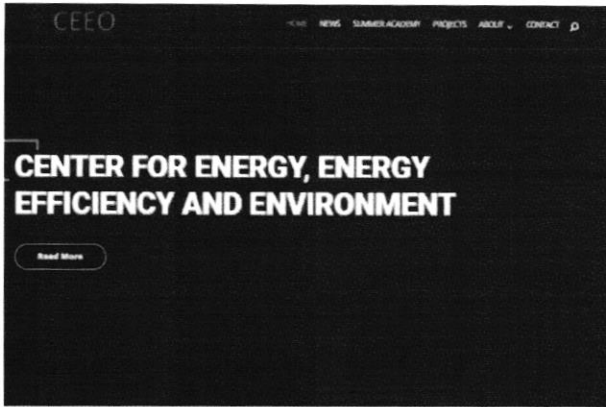 CEEO
HOME NEWS SUMMER ACADEMY PROJECTS ABOUT CONTACT
CENTER FOR ENERGY, ENERGY
EFFICIENCY AND ENVIRONMENT
Read More